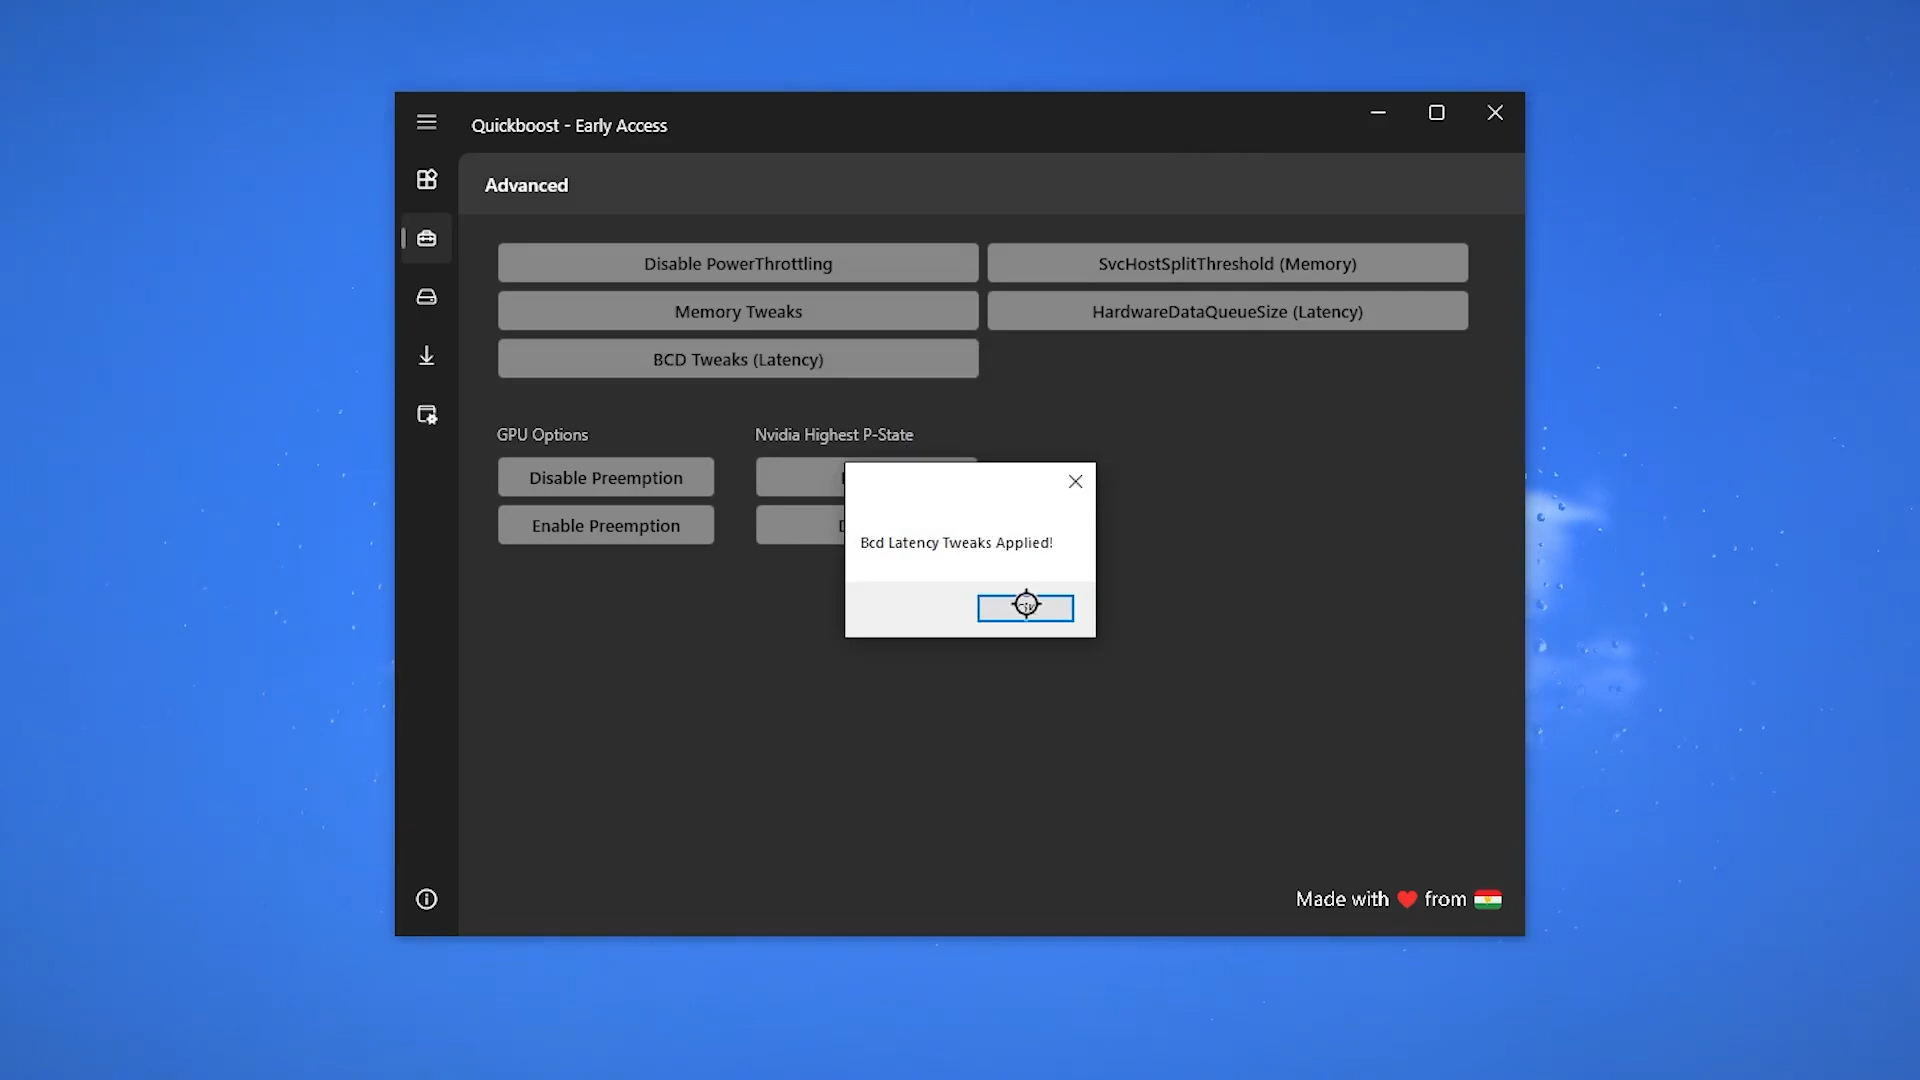 Quickboost - Early Access
Advanced
Disable PowerThrottling
SvcHostSplitThreshold (Memory)
Memory Tweaks
HardwareDataQueueSize (Latency)
BCD Tweaks (Latency)
GPU Options
Nvidia Highest P-State
Disable Preemption
Enable Preemption
Bcd Latency Tweaks Applied!
Made with ❤ from